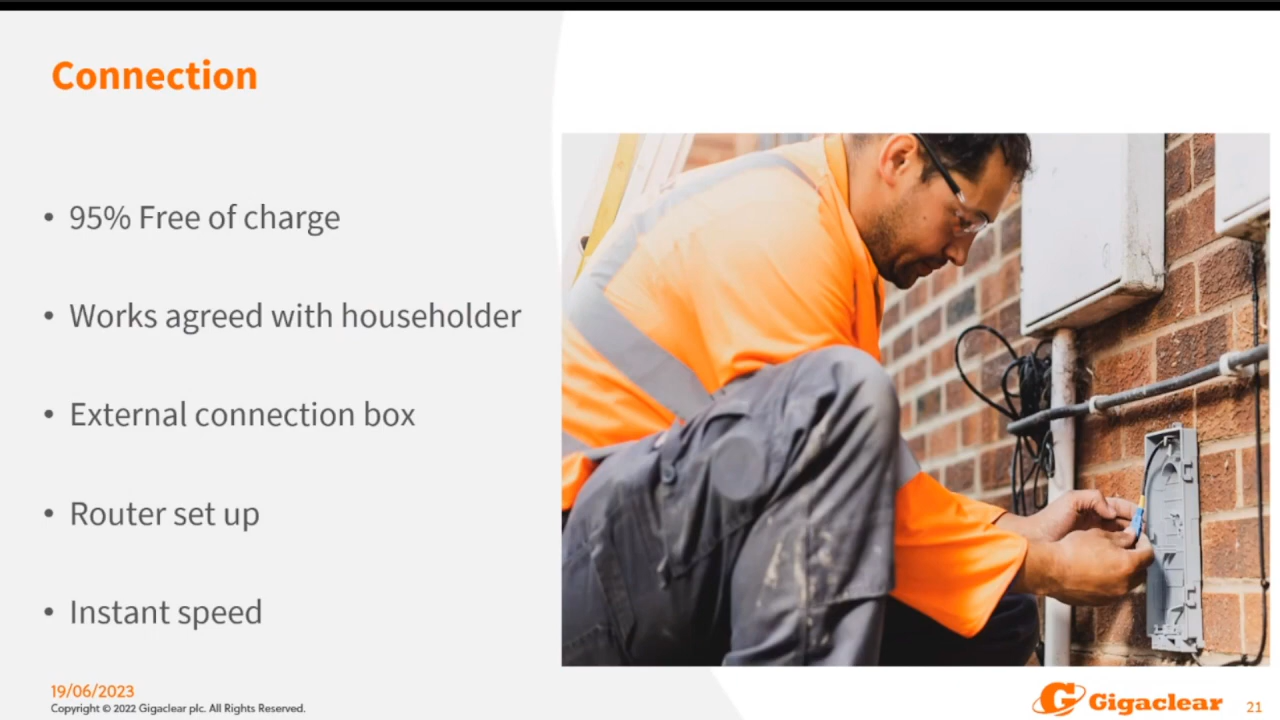 Connection
• 95% Free of charge
• Works agreed with householder
• External connection box
• Router set up
• Instant speed
19/06/2023
Copyright © 2022 Gigaclear plc. All Rights Reserved.
Gigaclear
21